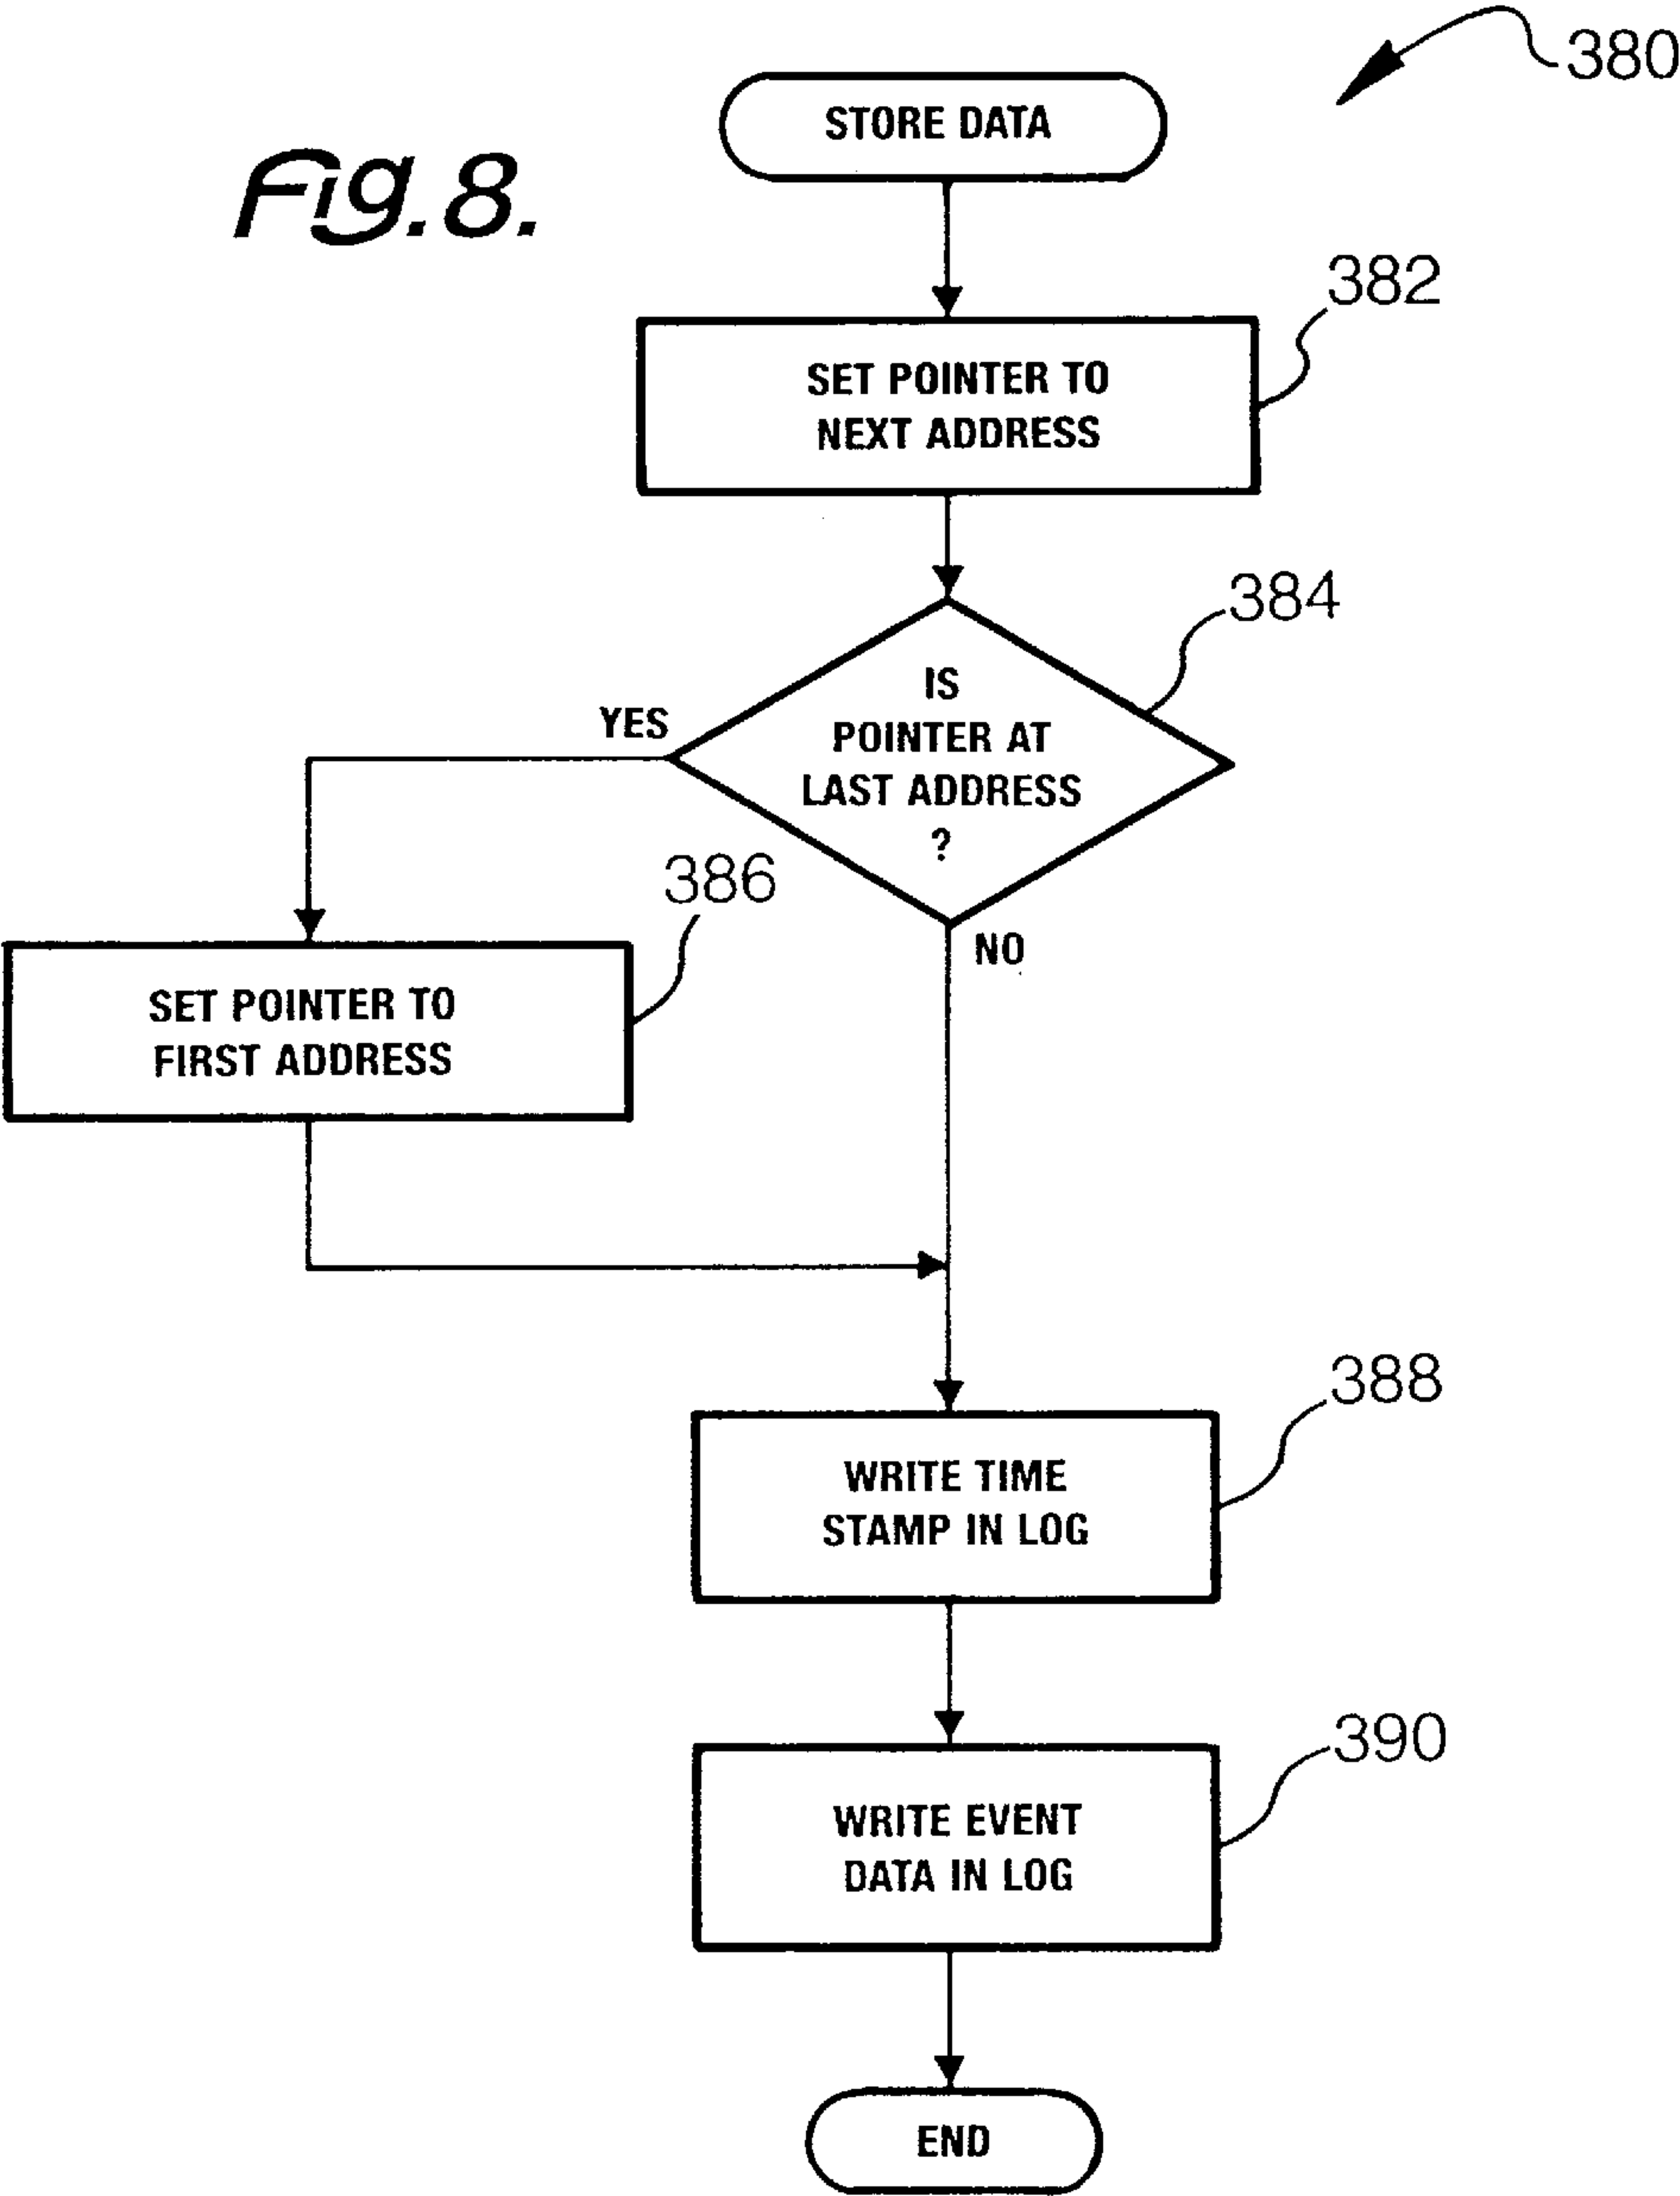 380
STORE DATA
Fig. 8.
382
SET POINTER TO
NEXT ADDRESS
384
IS
POINTER AT
LAST ADDRESS
?
YES
NO
386
SET POINTER TO
FIRST ADDRESS
388
WRITE TIME
STAMP IN LOG
390
WRITE EVENT
DATA IN LOG
END